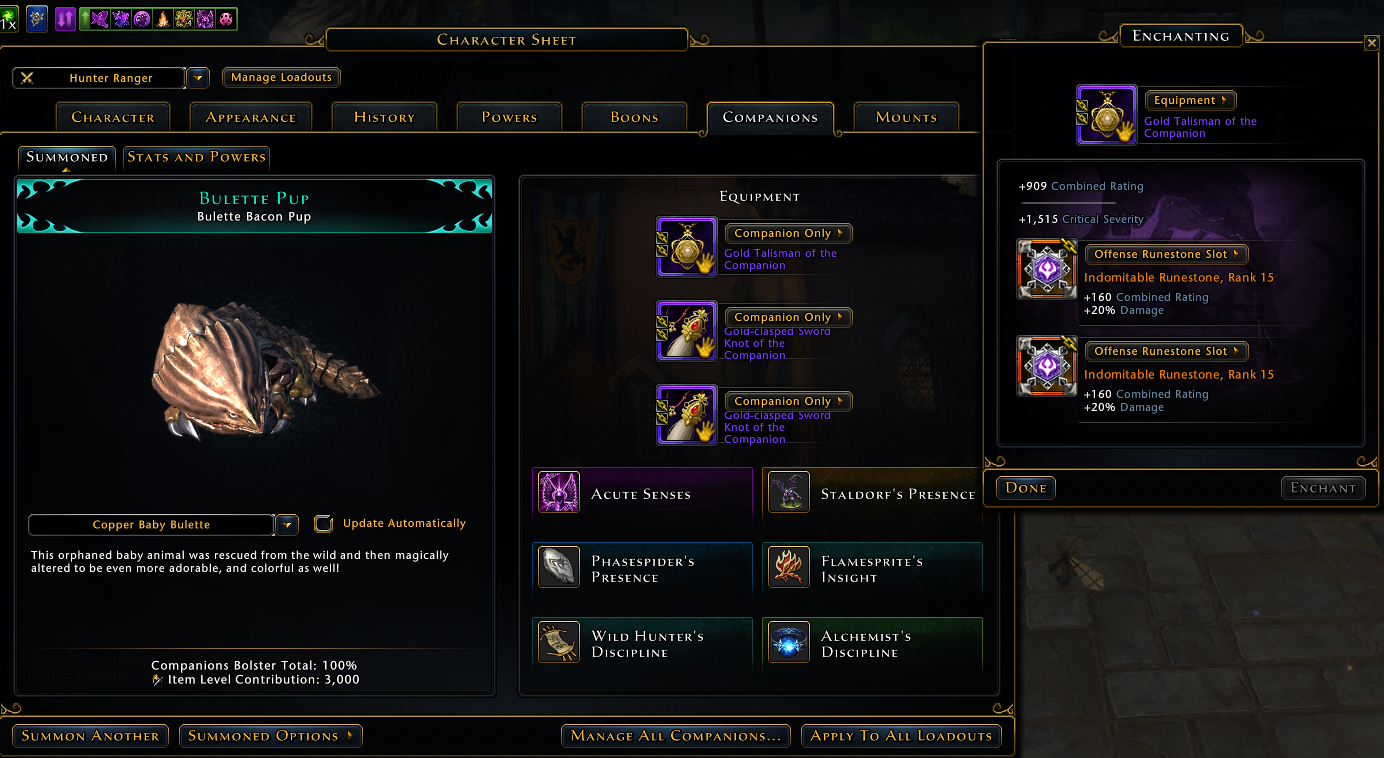 1x
Character Sheet
Hunter Ranger
Manage Loadouts
Character
Appearance
History
Powers
Boons
Companions
Mounts
Summoned
Stats and Powers
Bulette Pup
Bulette Bacon Pup
Copper Baby Bulette
Update Automatically
This orphaned baby animal was rescued from the wild and then magically
altered to be even more adorable, and colorful as well!
Companions Bolster Total: 100%
Item Level Contribution: 3,000
Equipment
Companion Only
Gold Talisman of the
Companion
Companion Only
Gold-clasped Sword
Knot of the
Companion
Companion Only
Gold-clasped Sword
Knot of the
Companion
Acute Senses
Staldorf's Presence
Phasespider's
Presence
Flamesprite's
Insight
Wild Hunter's
Discipline
Alchemist's
Discipline
Summon Another
Summoned Options
Manage All Companions...
Apply To All Loadouts
Enchanting
Equipment
Gold Talisman of the
Companion
+909 Combined Rating
+1,515 Critical Severity
Offense Runestone Slot
Indomitable Runestone, Rank 15
+160 Combined Rating
+20% Damage
Offense Runestone Slot
Indomitable Runestone, Rank 15
+160 Combined Rating
+20% Damage
Done
Enchant